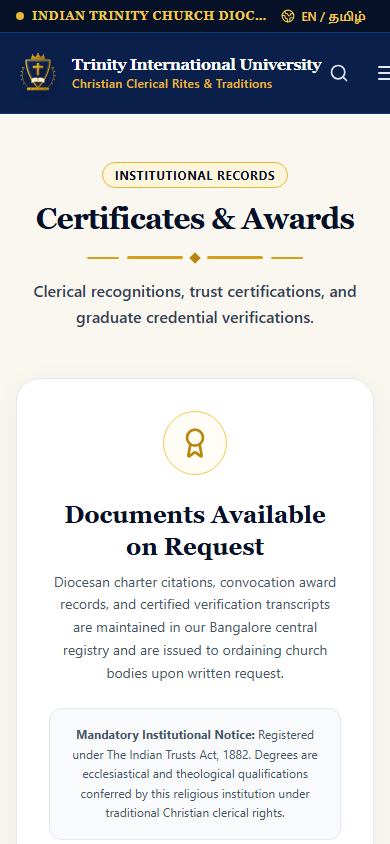 INDIAN TRINITY CHURCH DIOC...
EN / தமிழ்
Trinity International University
Christian Clerical Rites & Traditions
INSTITUTIONAL RECORDS
Certificates & Awards
Clerical recognitions, trust certifications, and
graduate credential verifications.
Documents Available
on Request
Diocesan charter citations, convocation award
records, and certified verification transcripts
are maintained in our Bangalore central
registry and are issued to ordaining church
bodies upon written request.
Mandatory Institutional Notice: Registered
under The Indian Trusts Act, 1882. Degrees are
ecclesiastical and theological qualifications
conferred by this religious institution under
traditional Christian clerical rights.